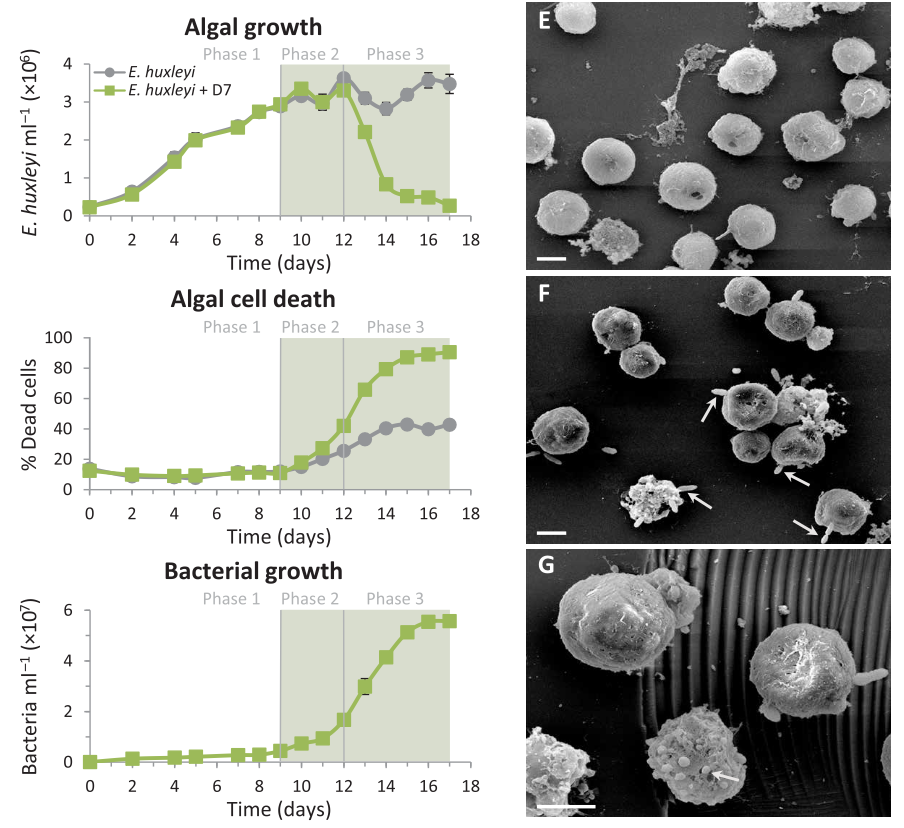 Algal growth
Phase 1 Phase 2 Phase 3
E. huxleyi ml⁻¹ (×10⁶)
E. huxleyi
E. huxleyi + D7
4
3
2
1
0
0 2 4 6 8 10 12 14 16 18
Time (days)
Algal cell death
Phase 1 Phase 2 Phase 3
% Dead cells
100
80
60
40
20
0
0 2 4 6 8 10 12 14 16 18
Time (days)
Bacterial growth
Phase 1 Phase 2 Phase 3
Bacteria ml⁻¹ (×10⁷)
6
4
2
0
0 2 4 6 8 10 12 14 16 18
Time (days)
E
F
G